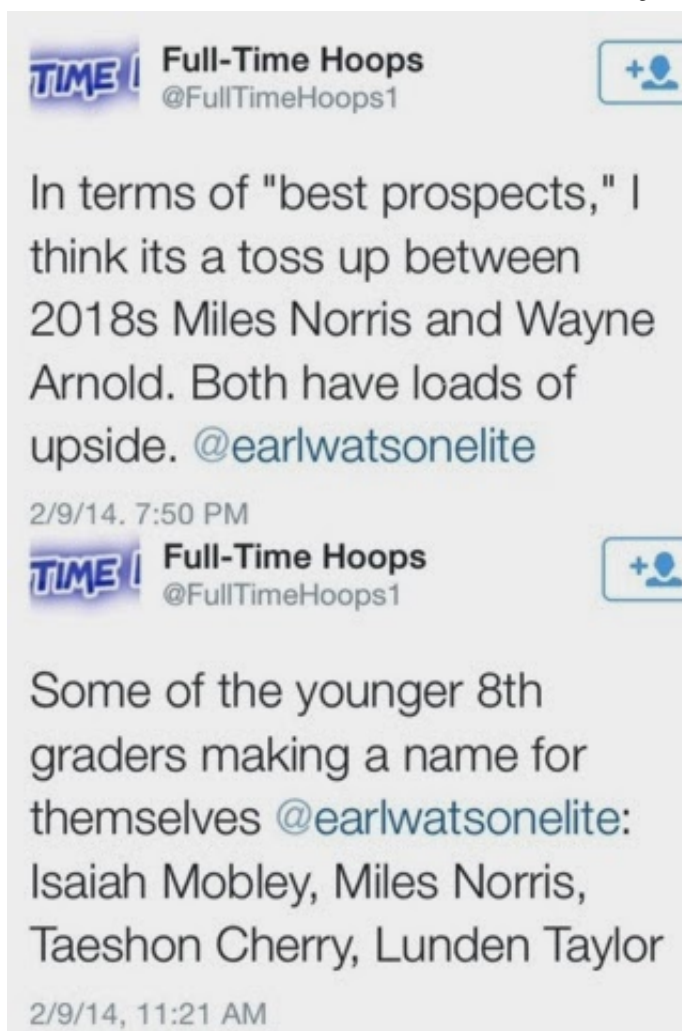 TIME
Full-Time Hoops
@FullTimeHoops1
In terms of "best prospects," I
think its a toss up between
2018s Miles Norris and Wayne
Arnold. Both have loads of
upside. @earlwatsonelite
2/9/14. 7:50 PM
TIME
Full-Time Hoops
@FullTimeHoops1
Some of the younger 8th
graders making a name for
themselves @earlwatsonelite:
Isaiah Mobley, Miles Norris,
Taeshon Cherry, Lunden Taylor
2/9/14, 11:21 AM